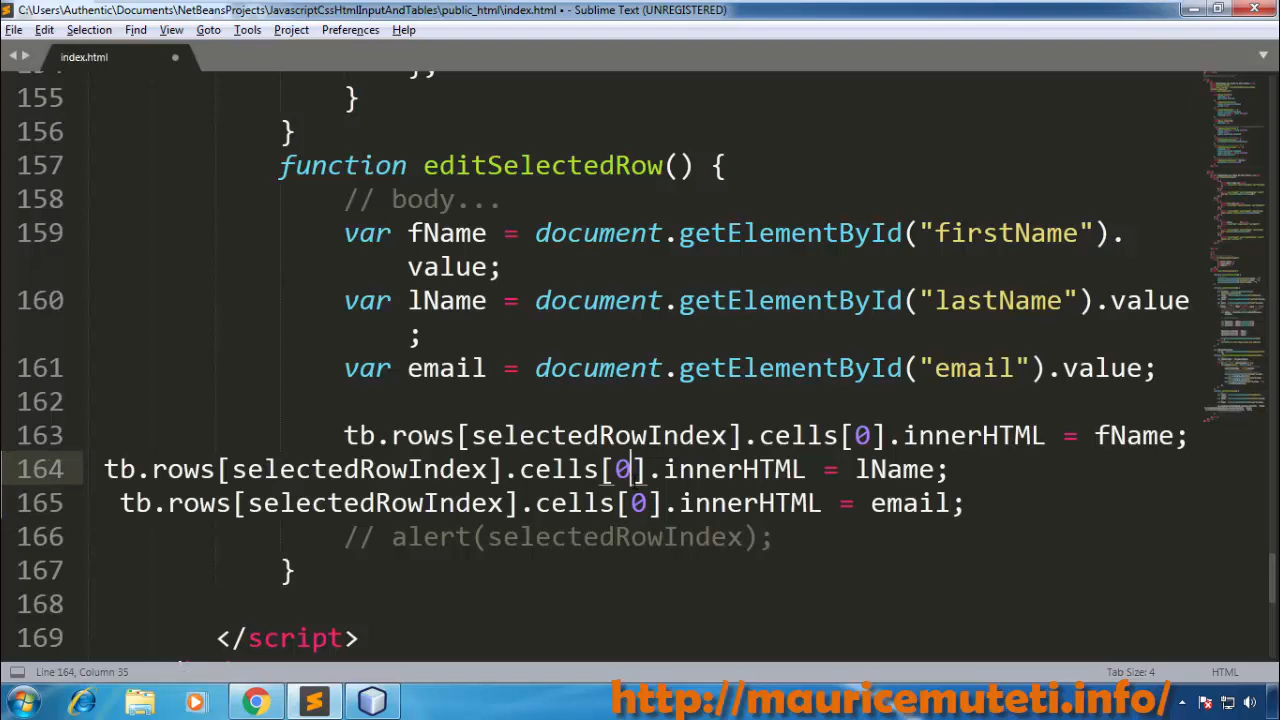 C:\Users\Authentic\Documents\NetBeansProjects\JavascriptCssHtmlInputAndTables\public_html\index.html • - Sublime Text (UNREGISTERED)
File Edit Selection Find View Goto Tools Project Preferences Help
index.html
155 }
156 }
157 function editSelectedRow() {
158 // body...
159 var fName = document.getElementById("firstName").
value;
160 var lName = document.getElementById("lastName").value
;
161 var email = document.getElementById("email").value;
162
163 tb.rows[selectedRowIndex].cells[0].innerHTML = fName;
164 tb.rows[selectedRowIndex].cells[0].innerHTML = lName;
165 tb.rows[selectedRowIndex].cells[0].innerHTML = email;
166 // alert(selectedRowIndex);
167 }
168
169 </script>
Line 164, Column 35 Tab Size: 4 HTML
http://mauricemuteti.info/